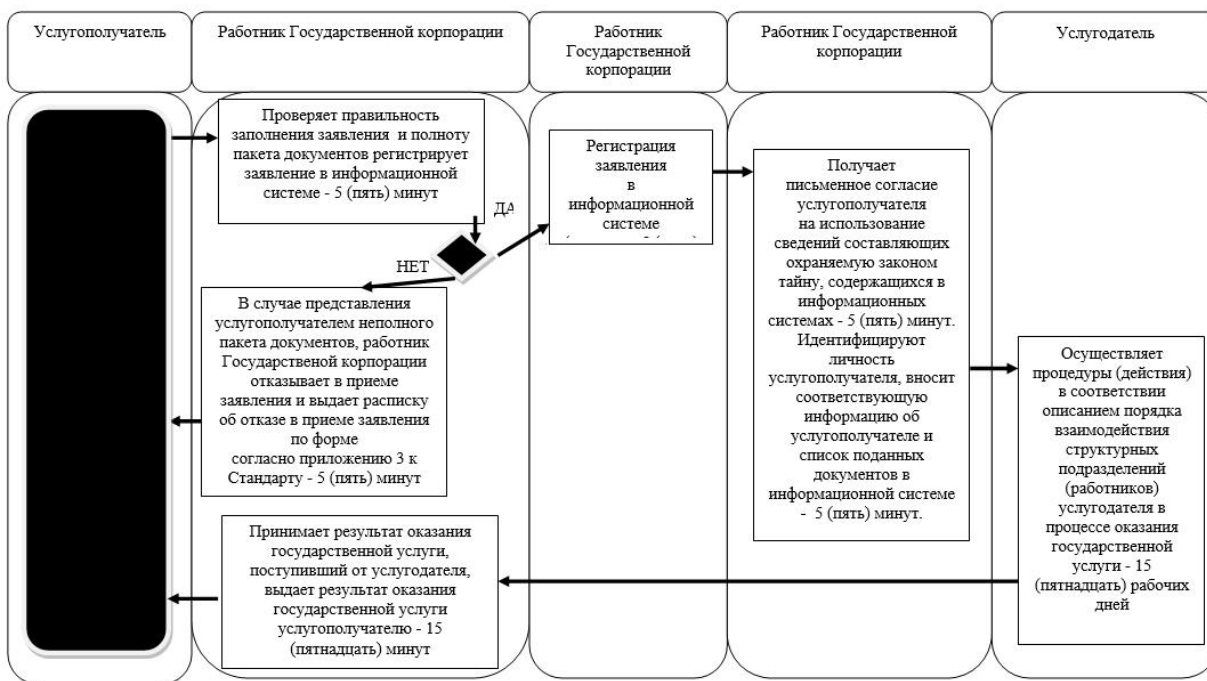 Услугополучатель
Работник Государственной корпорации
Работник
Государственной
корпорации
Работник Государственной
корпорации
Услугодатель
Проверяет правильность
заполнения заявления и полноту
пакета документов регистрирует
заявление в информационной
системе - 5 (пять) минут
ДА
НЕТ
В случае представления
услугополучателем неполного
пакета документов, работник
Государственой корпорации
отказывает в приеме
заявления и выдает расписку
об отказе в приеме заявления
по форме
согласно приложению 3 к
Стандарту - 5 (пять) минут
Принимает результат оказания
государственной услуги,
поступивший от услугодателя,
выдает результат оказания
государственной услуги
услугополучателю - 15
(пятнадцать) минут
Регистрация
заявления
в
информационной
системе
Получает
письменное согласие
услугополучателя
на использование
сведений составляющих
охраняемую законом
тайну, содержащихся в
информационных
системах - 5 (пять) минут.
Идентифицируют
личность
услугополучателя, вносит
соответствующую
информацию об
услугополучателе и
список поданных
документов в
информационной системе
- 5 (пять) минут.
Осуществляет
процедуры (действия)
в соответствии
описанием порядка
взаимодействия
структурных
подразделений
(работников)
услугодателя в
процессе оказания
государственной
услуги - 15
(пятнадцать) рабочих
дней